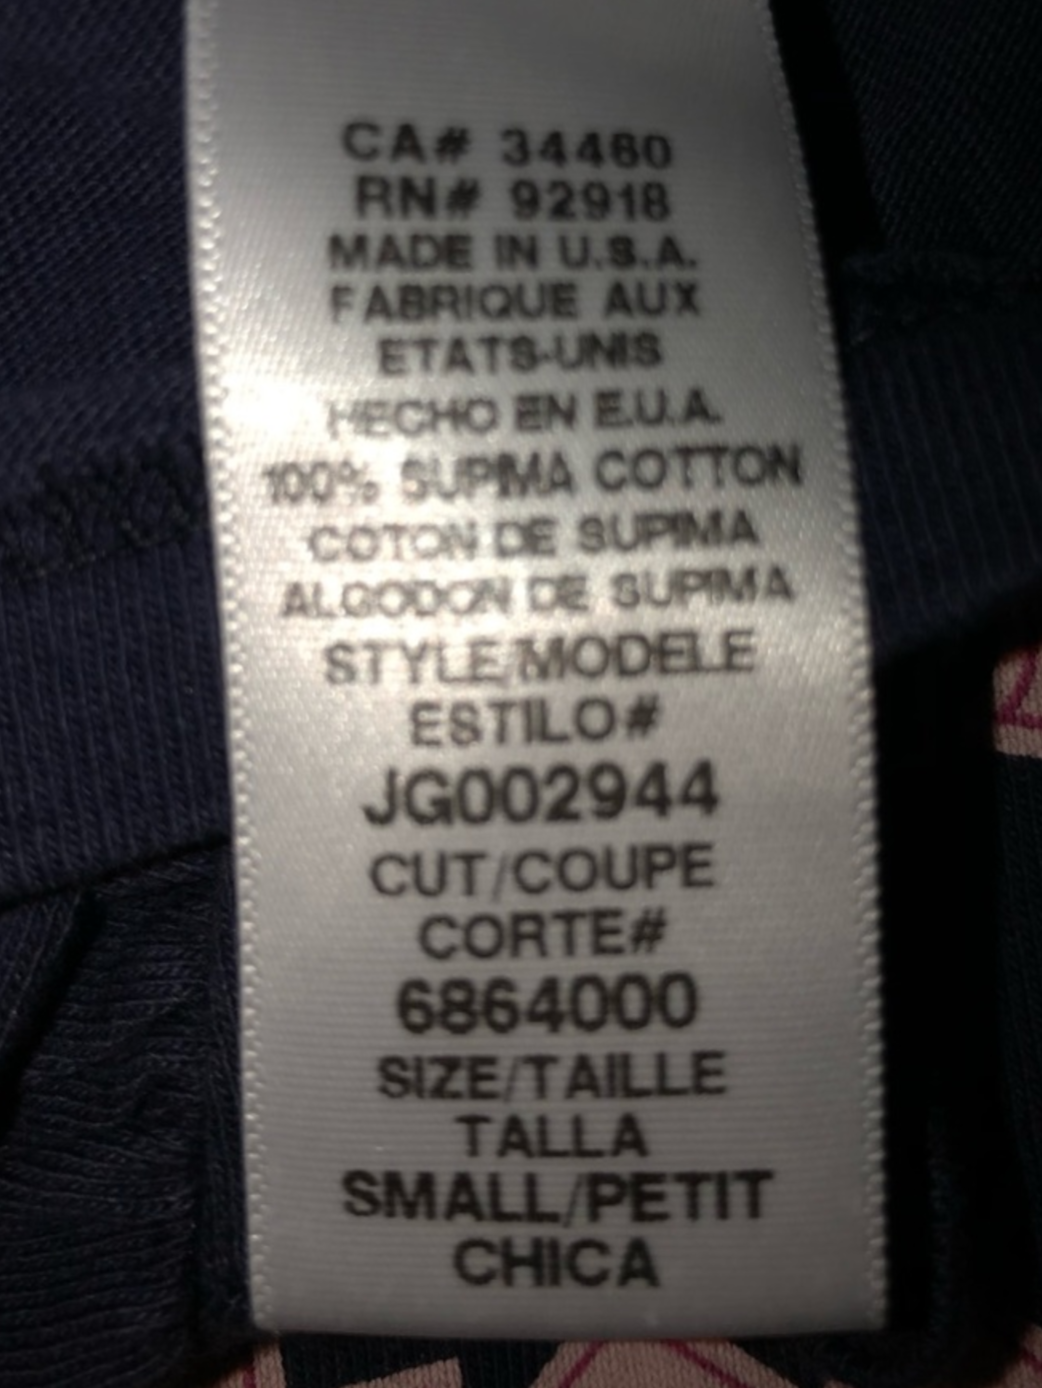 CA# 34480
RN# 92918
MADE IN U.S.A.
FABRIQUE AUX
ETATS-UNIS
HECHO EN E.U.A.
100% SUPIMA COTTON
COTON DE SUPIMA
ALGODON DE SUPIMA
STYLE/MODELE
ESTILO#
JG002944
CUT/COUPE
CORTE#
6864000
SIZE/TAILLE
TALLA
SMALL/PETIT
CHICA